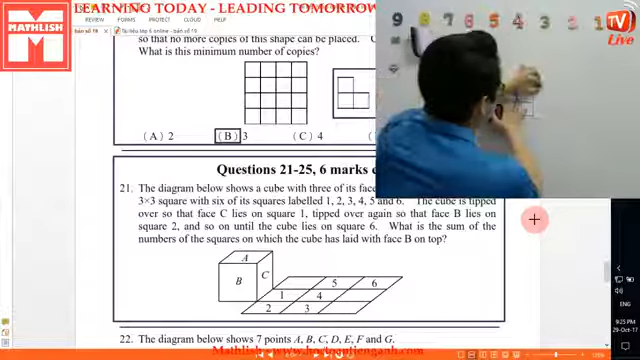 LEARNING TODAY - LEADING TOMORROW
MATHLISH
TV
Live
9 8 7 6 5 4 3 2 1
REVIEW FORMS
so that no more copies of this shape can be placed.
What is this minimum number of copies?
(A) 2 (B) 3 (C) 4
Questions 21-25, 6 marks
21. The diagram below shows a cube with three of its
3×3 square with six of its squares labelled 1, 2, 3, 4, 5 and 6. The cube is tipped
over so that face C lies on square 1, tipped over again so that face B lies on
square 2, and so on until the cube lies on square 6. What is the sum of the
numbers of the squares on which the cube has laid with face B on top?
A
B
C
5 6
1 4
2 3
22. The diagram below shows 7 points A, B, C, D, E, F and G.
9:25 PM
29-Oct-17